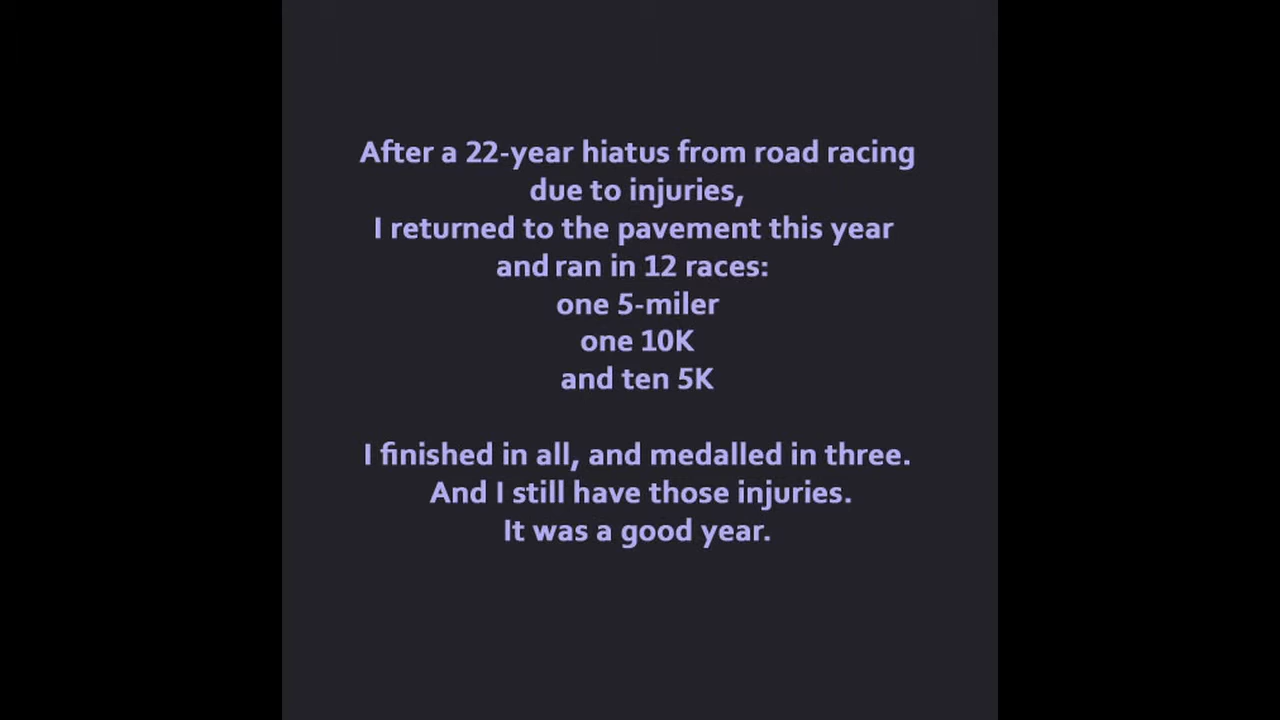 After a 22-year hiatus from road racing
due to injuries,
I returned to the pavement this year
and ran in 12 races:
one 5-miler
one 10K
and ten 5K
I finished in all, and medalled in three.
And I still have those injuries.
It was a good year.